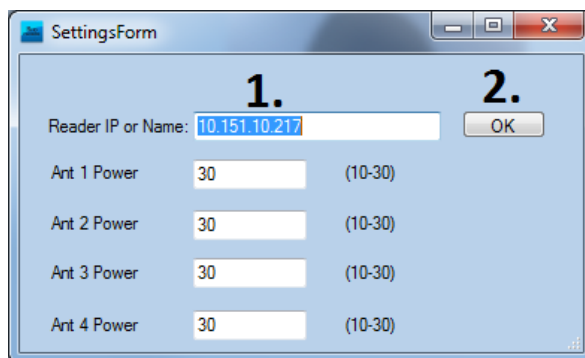 SettingsForm
1.
2.
Reader IP or Name: 10.151.10.217 OK
Ant 1 Power 30 (10-30)
Ant 2 Power 30 (10-30)
Ant 3 Power 30 (10-30)
Ant 4 Power 30 (10-30)